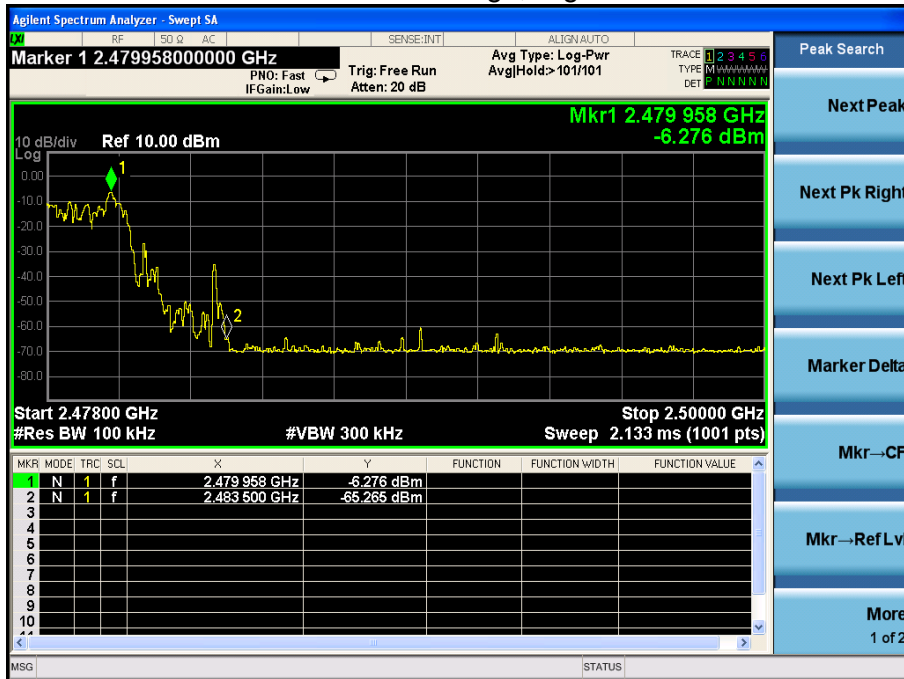 Agilent Spectrum Analyzer - Swept SA
LXI RF 50 Ω AC SENSE:INT ALIGN AUTO
Marker 1 2.479958000000 GHz
PNO: Fast
IFGain:Low
Trig: Free Run
Atten: 20 dB
Avg Type: Log-Pwr
Avg|Hold:>101/101
TRACE 1 2 3 4 5 6
TYPE M W W W W W
DET P N N N N N
Peak Search
Next Peak
Next Pk Right
Next Pk Left
Marker Delta
Mkr→CF
Mkr→Ref Lvl
More
1 of 2
Mkr1 2.479 958 GHz
-6.276 dBm
10 dB/div Ref 10.00 dBm
Log
0.00
-10.0
-20.0
-30.0
-40.0
-50.0
-60.0
-70.0
-80.0
1
2
Start 2.47800 GHz Stop 2.50000 GHz
#Res BW 100 kHz #VBW 300 kHz Sweep 2.133 ms (1001 pts)
MKR MODE TRC SCL X Y FUNCTION FUNCTION WIDTH FUNCTION VALUE
1 N 1 f 2.479 958 GHz -6.276 dBm
2 N 1 f 2.483 500 GHz -65.265 dBm
3
4
5
6
7
8
9
10
MSG STATUS